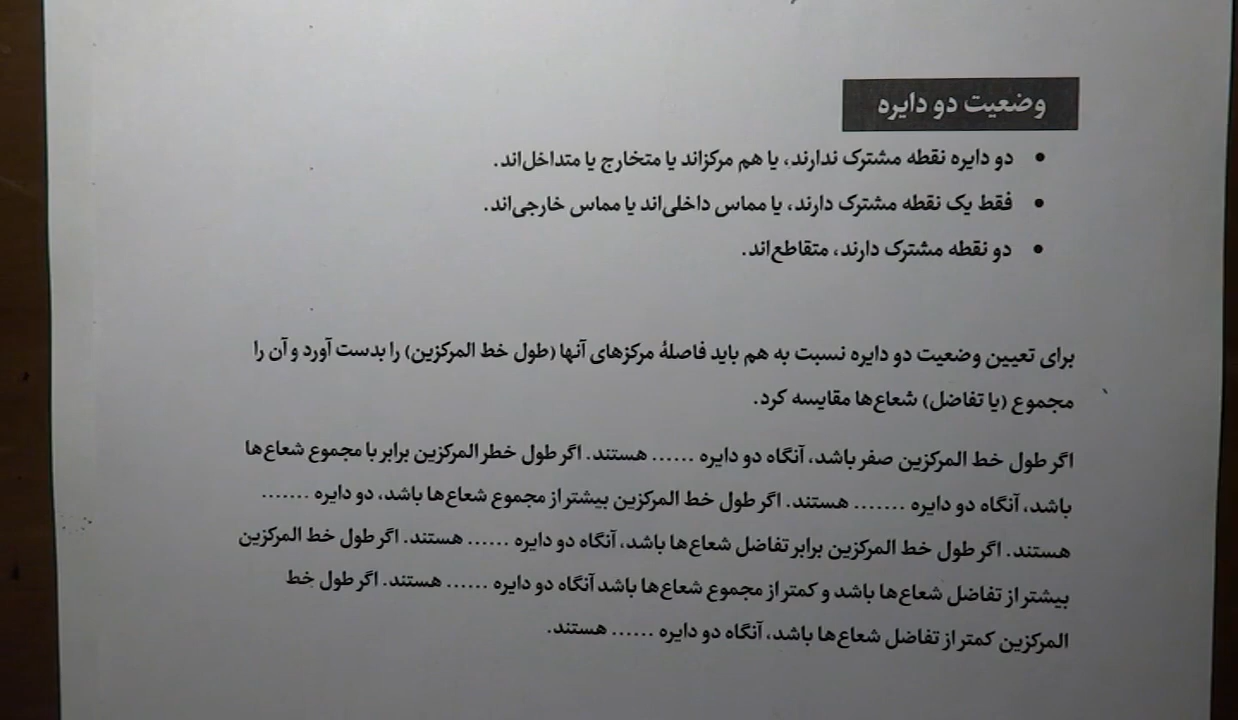 وضعیت دو دایره
• دو دایره نقطه مشترک ندارند، یا هم مرکزاند یا متخارج یا متداخل‌اند.
• فقط یک نقطه مشترک دارند، یا مماس داخلی‌اند یا مماس خارجی‌اند.
• دو نقطه مشترک دارند، متقاطع‌اند.
برای تعیین وضعیت دو دایره نسبت به هم باید فاصلهٔ مرکزهای آنها (طول خط المرکزین) را بدست آورد و آن را
مجموع (یا تفاضل) شعاع‌ها مقایسه کرد.
اگر طول خط المرکزین صفر باشد، آنگاه دو دایره ...... هستند. اگر طول خطر المرکزین برابر با مجموع شعاع‌ها
باشد، آنگاه دو دایره ....... هستند. اگر طول خط المرکزین بیشتر از مجموع شعاع‌ها باشد، دو دایره .......
هستند. اگر طول خط المرکزین برابر تفاضل شعاع‌ها باشد، آنگاه دو دایره ...... هستند. اگر طول خط المرکزین
بیشتر از تفاضل شعاع‌ها باشد و کمتر از مجموع شعاع‌ها باشد آنگاه دو دایره ...... هستند. اگر طول خط
المرکزین کمتر از تفاضل شعاع‌ها باشد، آنگاه دو دایره ...... هستند.